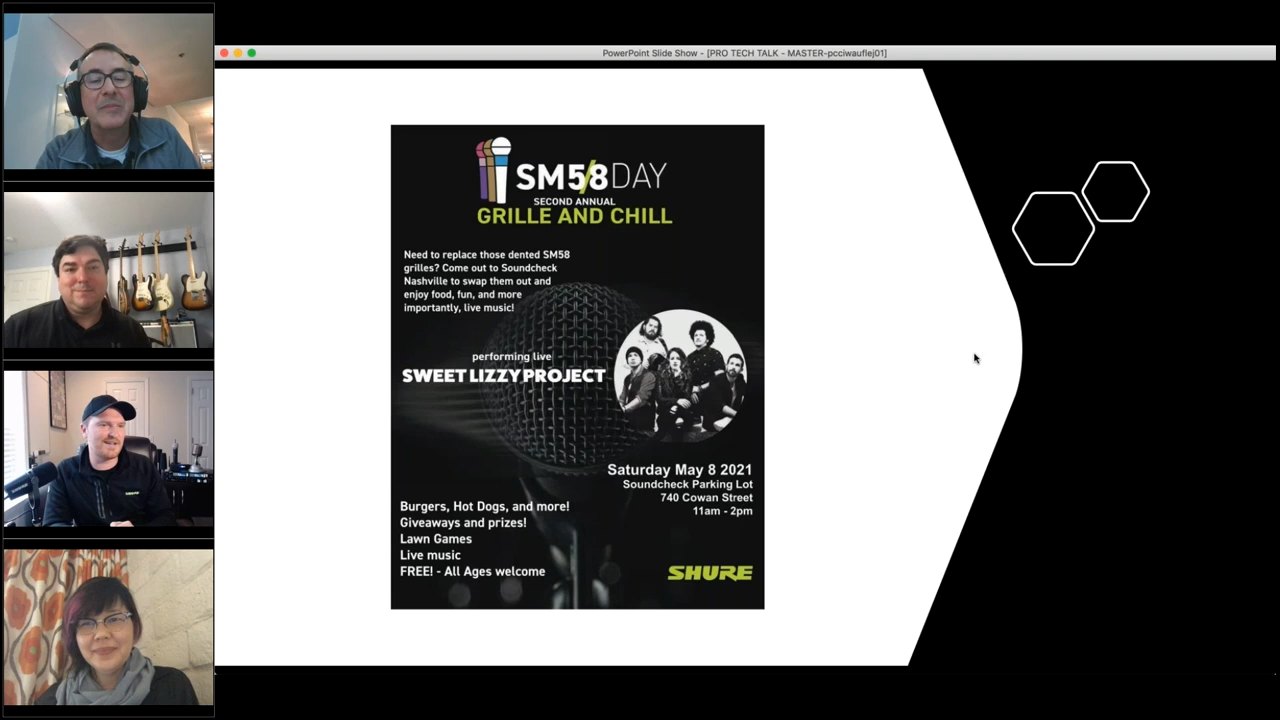 PowerPoint Slide Show - [PRO TECH TALK - MASTER-pcciwauflej01]
SM58 DAY
SECOND ANNUAL
GRILLE AND CHILL
Need to replace those dented SM58
grilles? Come out to Soundcheck
Nashville to swap them out and
enjoy food, fun, and more
importantly, live music!
performing live
SWEET LIZZY PROJECT
Saturday May 8 2021
Soundcheck Parking Lot
740 Cowan Street
11am - 2pm
Burgers, Hot Dogs, and more!
Giveaways and prizes!
Lawn Games
Live music
FREE! - All Ages welcome
SHURE